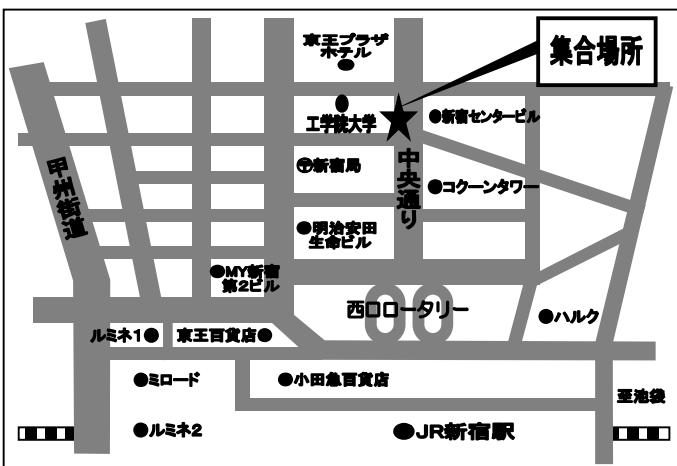 京王プラザ
ホテル
集合場所
工学院大学
新宿センタービル
新宿局
中央通り
コクーンタワー
甲州街道
明治安田
生命ビル
MY新宿
第2ビル
西口ロータリー
ハルク
ルミネ1
京王百貨店
ミロード
小田急百貨店
至池袋
ルミネ2
JR新宿駅